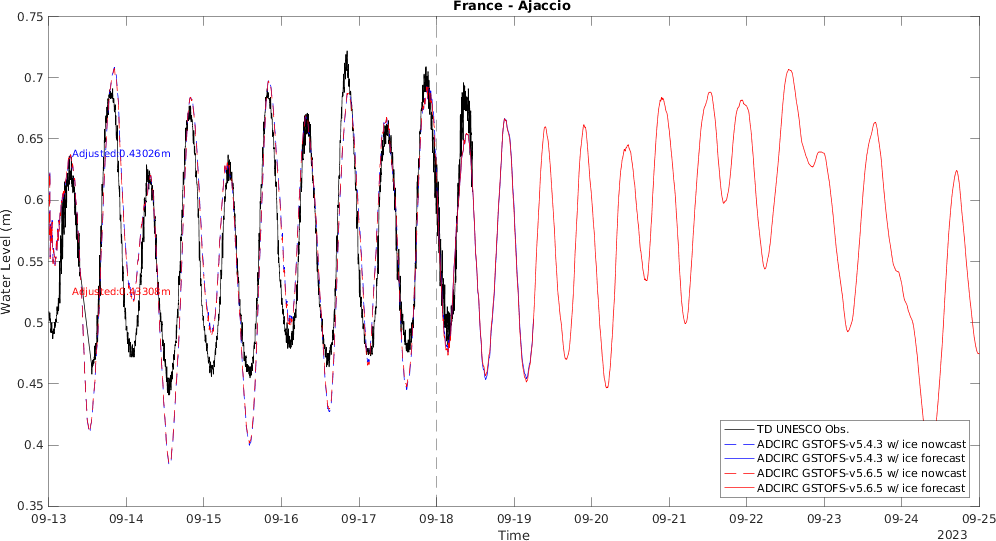 France - Ajaccio
0.75
0.7
0.65
0.6
0.55
0.5
0.45
0.4
0.35
Water Level (m)
Adjusted:0.43026m
Adjusted:0.43308m
TD UNESCO Obs.
ADCIRC GSTOFS-v5.4.3 w/ ice nowcast
ADCIRC GSTOFS-v5.4.3 w/ ice forecast
ADCIRC GSTOFS-v5.6.5 w/ ice nowcast
ADCIRC GSTOFS-v5.6.5 w/ ice forecast
09-13 09-14 09-15 09-16 09-17 09-18 09-19 09-20 09-21 09-22 09-23 09-24 09-25
Time
2023